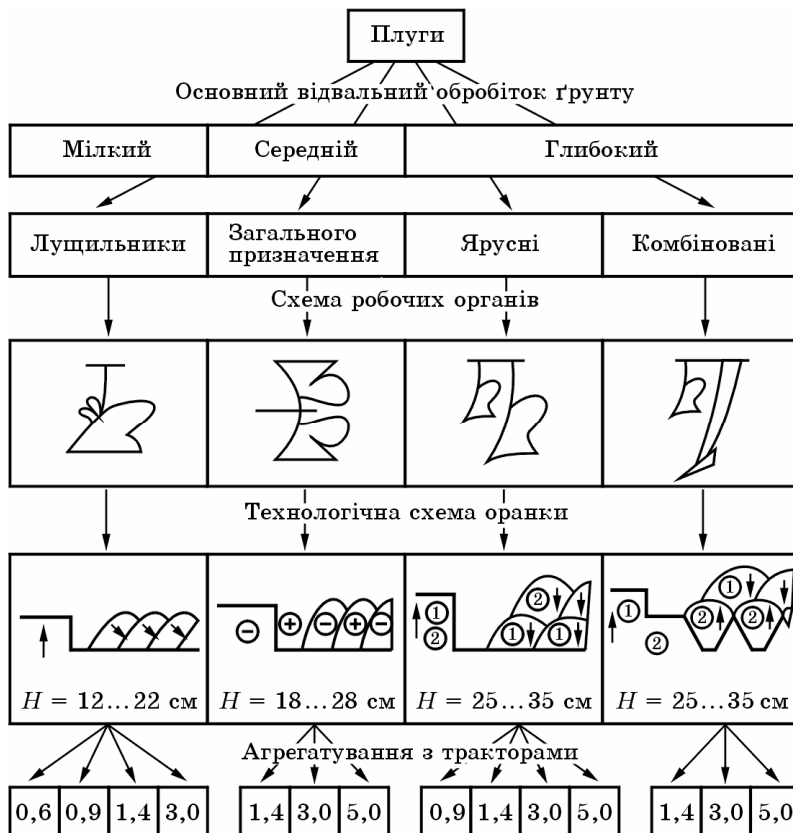 Плуги
Основний відвальний обробіток ґрунту
Мілкий Середній Глибокий
Лущильники Загального призначення Ярусні Комбіновані
Схема робочих органів
Технологічна схема оранки
− + − + − 1 2 2 1 1 1 2 1 2 2
H = 12...22 см H = 18...28 см H = 25...35 см H = 25...35 см
Агрегатування з тракторами
0,6 0,9 1,4 3,0 1,4 3,0 5,0 0,9 1,4 3,0 5,0 1,4 3,0 5,0